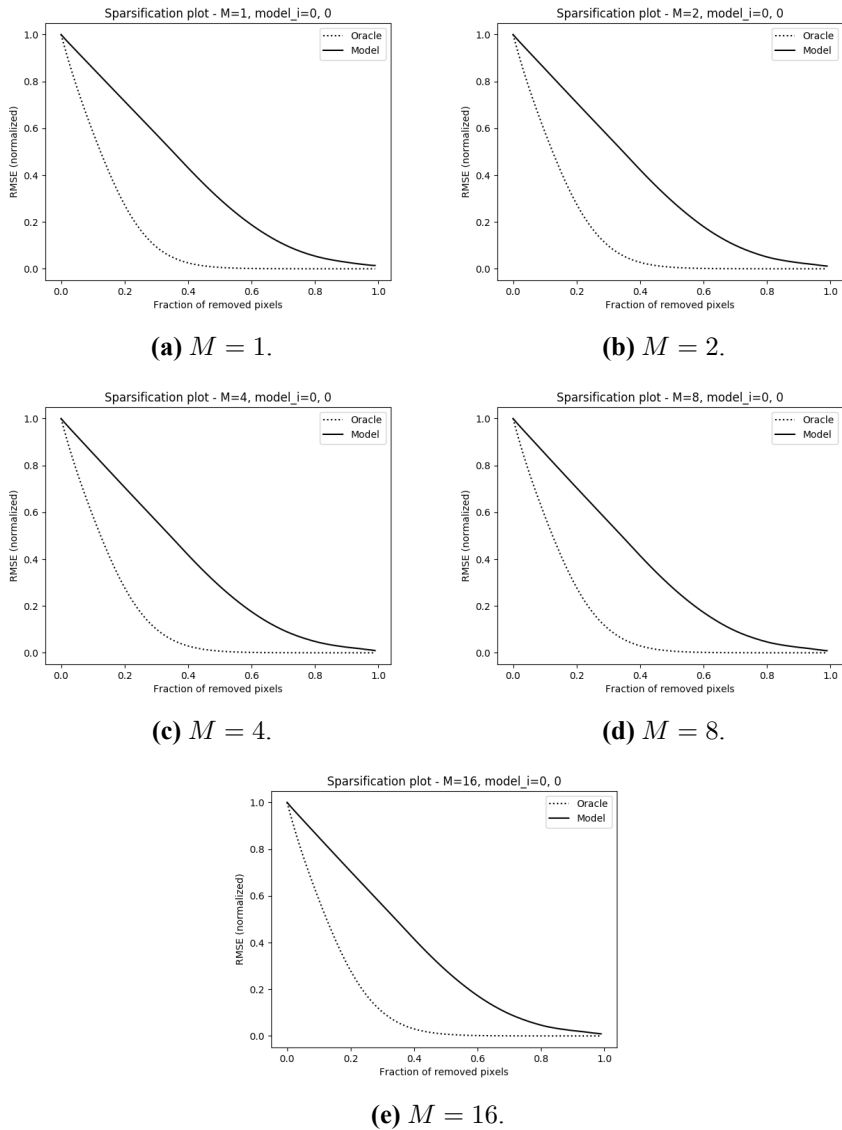 Sparsification plot - M=1, model_i=0, 0
Oracle
Model
RMSE (normalized)
1.0
0.8
0.6
0.4
0.2
0.0
0.0 0.2 0.4 0.6 0.8 1.0
Fraction of removed pixels
(a) M = 1.
Sparsification plot - M=2, model_i=0, 0
Oracle
Model
RMSE (normalized)
1.0
0.8
0.6
0.4
0.2
0.0
0.0 0.2 0.4 0.6 0.8 1.0
Fraction of removed pixels
(b) M = 2.
Sparsification plot - M=4, model_i=0, 0
Oracle
Model
RMSE (normalized)
1.0
0.8
0.6
0.4
0.2
0.0
0.0 0.2 0.4 0.6 0.8 1.0
Fraction of removed pixels
(c) M = 4.
Sparsification plot - M=8, model_i=0, 0
Oracle
Model
RMSE (normalized)
1.0
0.8
0.6
0.4
0.2
0.0
0.0 0.2 0.4 0.6 0.8 1.0
Fraction of removed pixels
(d) M = 8.
Sparsification plot - M=16, model_i=0, 0
Oracle
Model
RMSE (normalized)
1.0
0.8
0.6
0.4
0.2
0.0
0.0 0.2 0.4 0.6 0.8 1.0
Fraction of removed pixels
(e) M = 16.